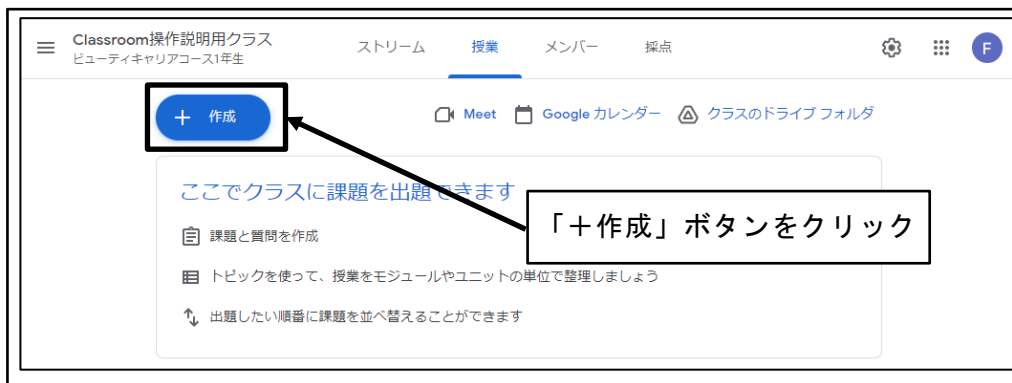 Classroom操作説明用クラス
ビューティキャリアコース1年生
ストリーム 授業 メンバー 採点
F
+ 作成
Meet Google カレンダー クラスのドライブ フォルダ
ここでクラスに課題を出題できます
「＋作成」ボタンをクリック
課題と質問を作成
トピックを使って、授業をモジュールやユニットの単位で整理しましょう
出題したい順番に課題を並べ替えることができます